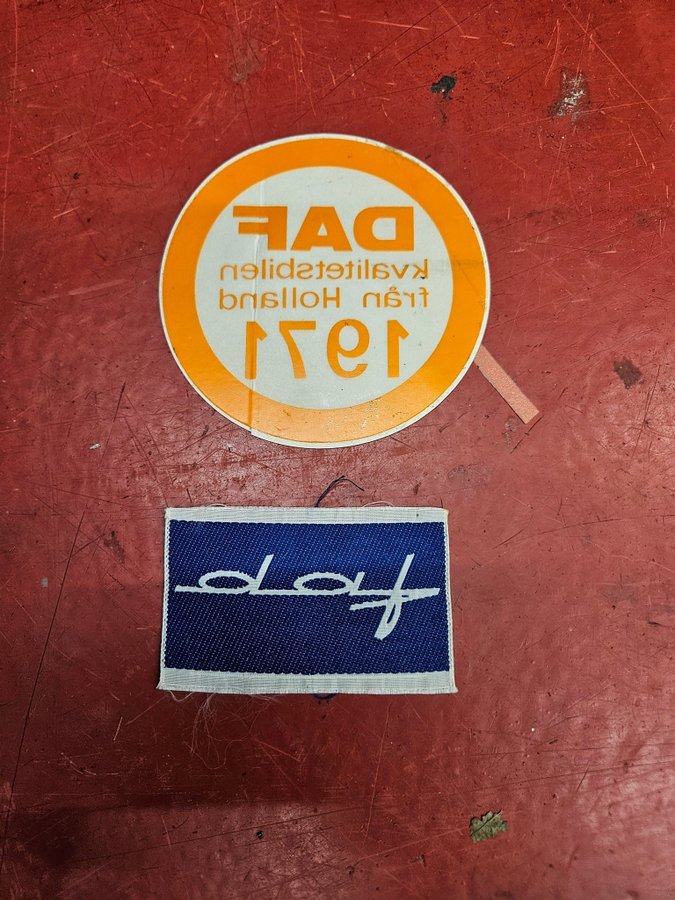 DAF
kvalitetsbilen
från Holland
1971
daf